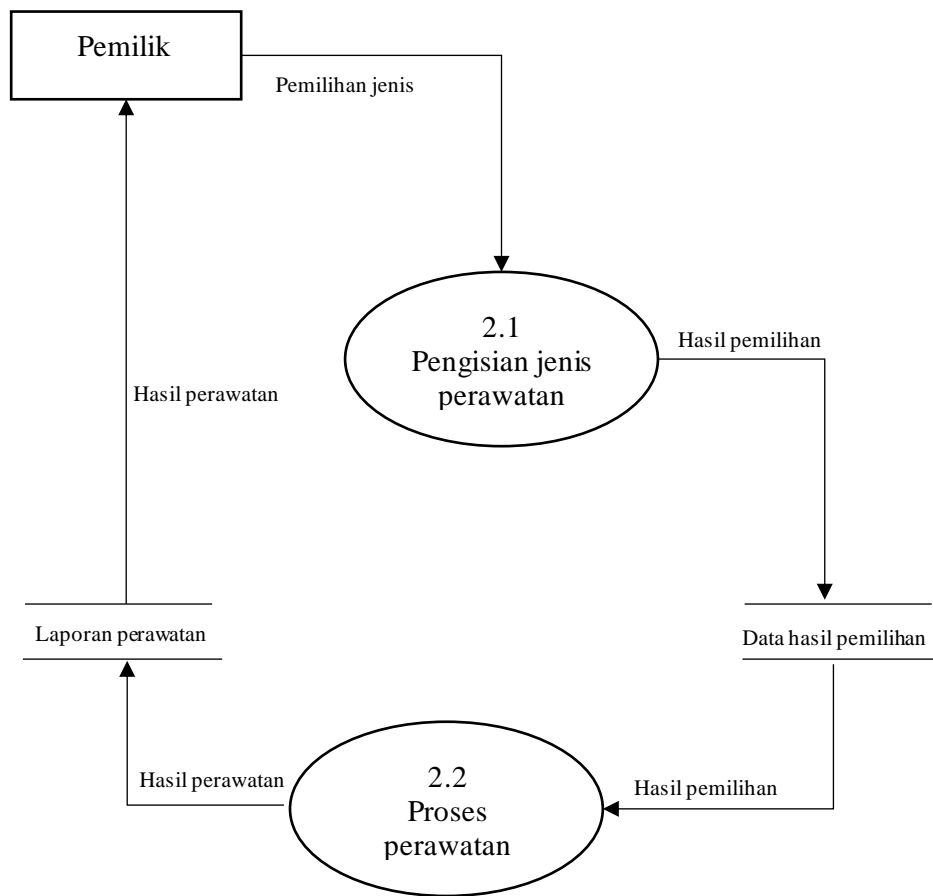 Pemilik
Pemilihan jenis
2.1
Pengisian jenis
perawatan
Hasil pemilihan
Hasil perawatan
Laporan perawatan
Data hasil pemilihan
Hasil perawatan
2.2
Proses
perawatan
Hasil pemilihan